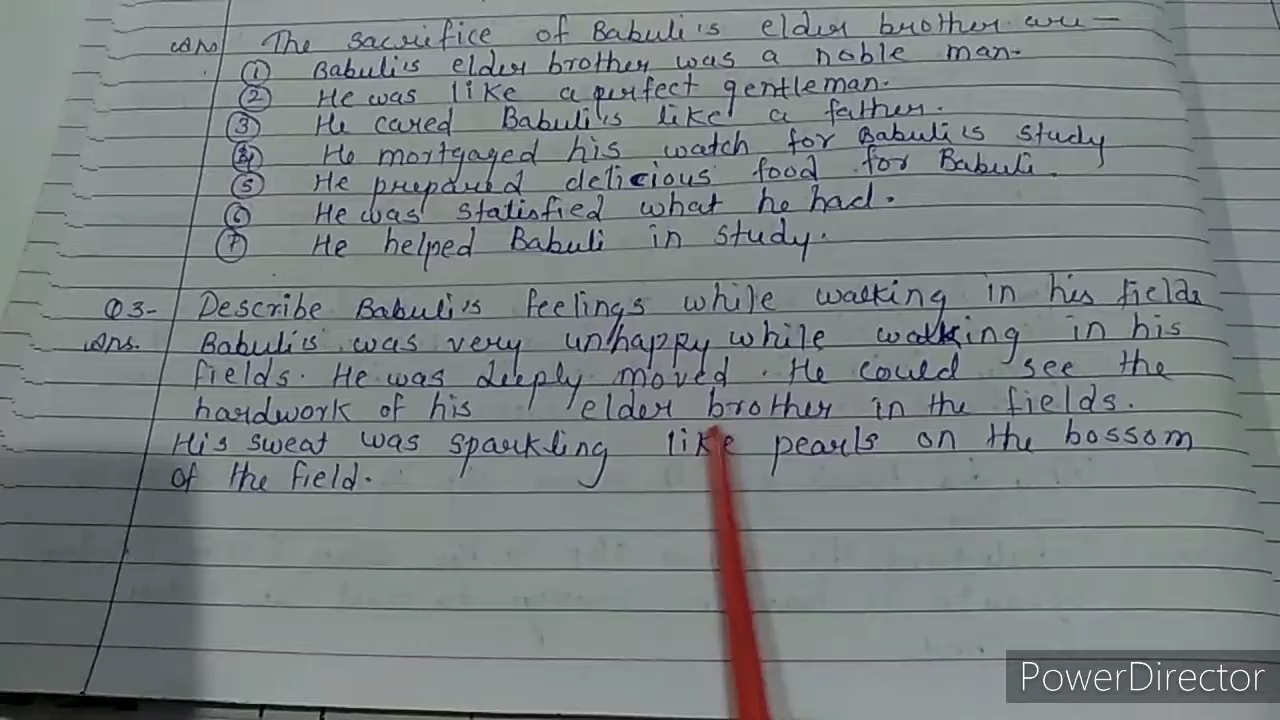 Ans The sacrifice of Babuli's elder brother are -
① Babuli's elder brother was a noble man.
② He was like a perfect gentleman.
③ He cared Babuli's like a father.
④ He mortgaged his watch for Babuli's study
⑤ He prepared delicious food for Babuli.
⑥ He was statisfied what he had.
⑦ He helped Babuli in study.
Q3- Describe Babuli's feelings while walking in his fields
Ans. Babuli's was very unhappy while walking in his
fields. He was deeply moved. He could see the
hardwork of his elder brother in the fields.
His sweat was sparkling like pearls on the bossom
of the field.
PowerDirector